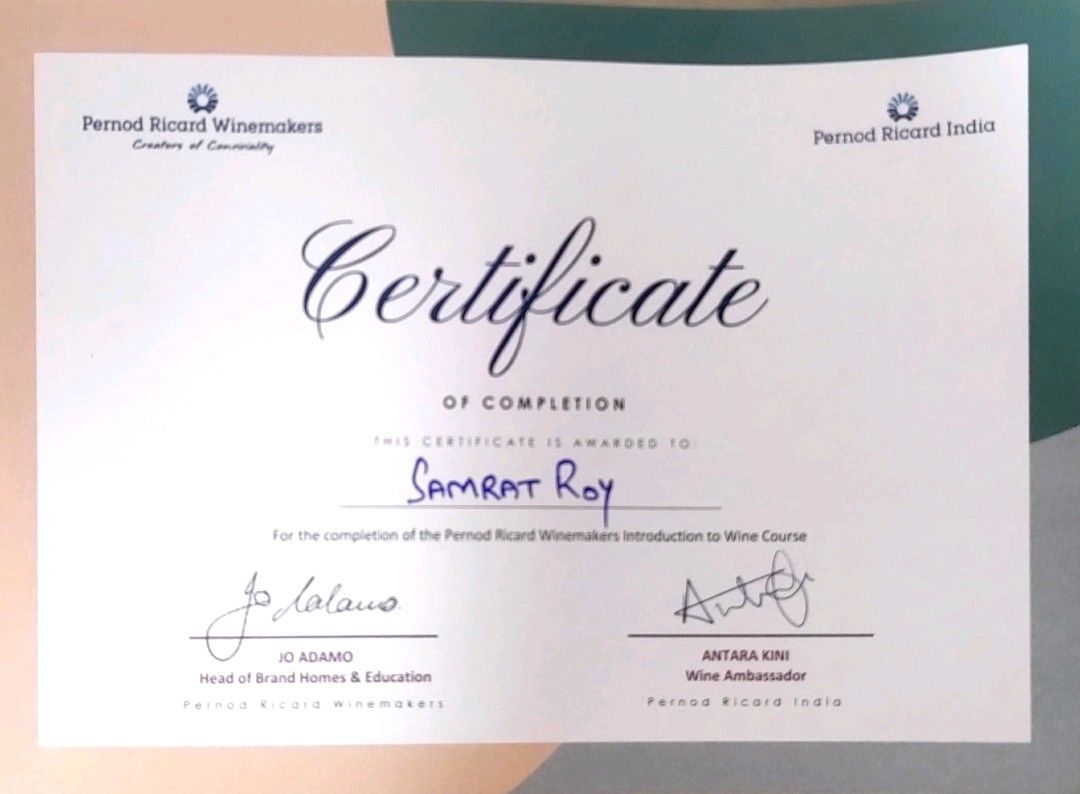 Pernod Ricard Winemakers
Creators of Conviviality
Pernod Ricard India
Certificate
OF COMPLETION
THIS CERTIFICATE IS AWARDED TO:
SAMRAT ROY
For the completion of the Pernod Ricard Winemakers Introduction to Wine Course
JO ADAMO
Head of Brand Homes & Education
Pernod Ricard Winemakers
ANTARA KINI
Wine Ambassador
Pernod Ricard India